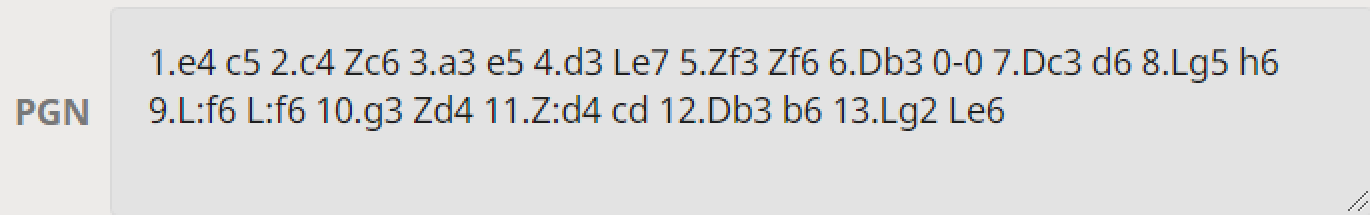 1.e4 c5 2.c4 Zc6 3.a3 e5 4.d3 Le7 5.Zf3 Zf6 6.Db3 0-0 7.Dc3 d6 8.Lg5 h6
PGN
9.L:f6 L:f6 10.g3 Zd4 11.Z:d4 cd 12.Db3 b6 13.Lg2 Le6